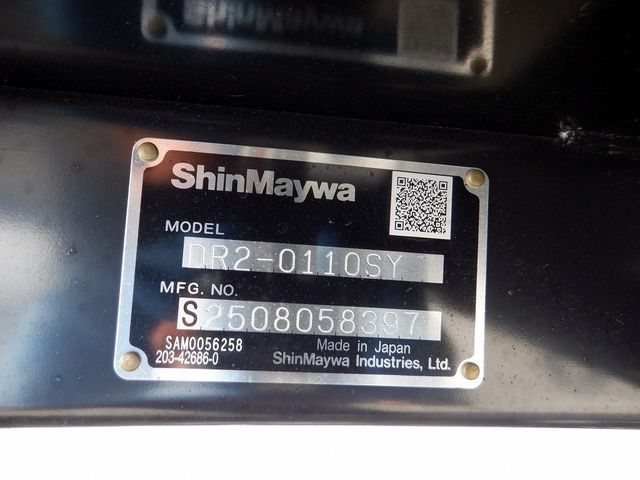 ShinMaywa
MODEL
DR2-0110SY
MFG. NO.
S2508058397
SAM0056258
203-42686-0
Made in Japan
ShinMaywa Industries, Ltd.